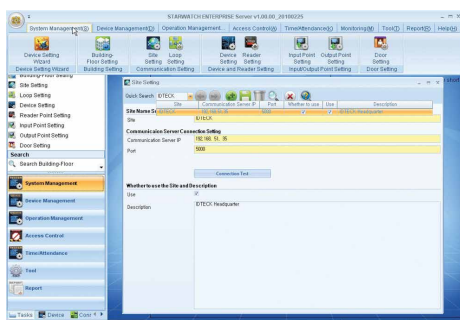 STARWATCH ENTERPRISE Server v1.00.00_20100225
System Management(S) Device Management(D) Operation Management Access Control(A) Time/Attendance(G) Monitoring(M) Tool(T) Report(R) Help(H)
Device Setting Wizard Building-Floor Setting Site Setting Loop Setting Device Setting Reader Setting Input Point Setting Output Point Setting Door Setting
Device Setting Wizard Building Setting Communication Setting Device and Reader Setting Input/Output Point Setting Door Setting
Building-Floor Setting
Site Setting
Loop Setting
Device Setting
Reader Point Setting
Input Point Setting
Output Point Setting
Door Setting
Search
Search Building-Floor
System Management
Device Management
Operation Management
Access Control
Time/Attendance
Tool
Report
Tasks Device
Site Setting
Quick Search IDTECK
Site Communication Server IP Port Whether to use Use Description
IDTECK 5000 IDTECK Headquarter
Site Name
Site IDTECK
Communicaion Server Connection Setting
Communication Server IP
Port 5000
Connection Test
Whether to use the Site and Description
Use
Description IDTECK Headquarter